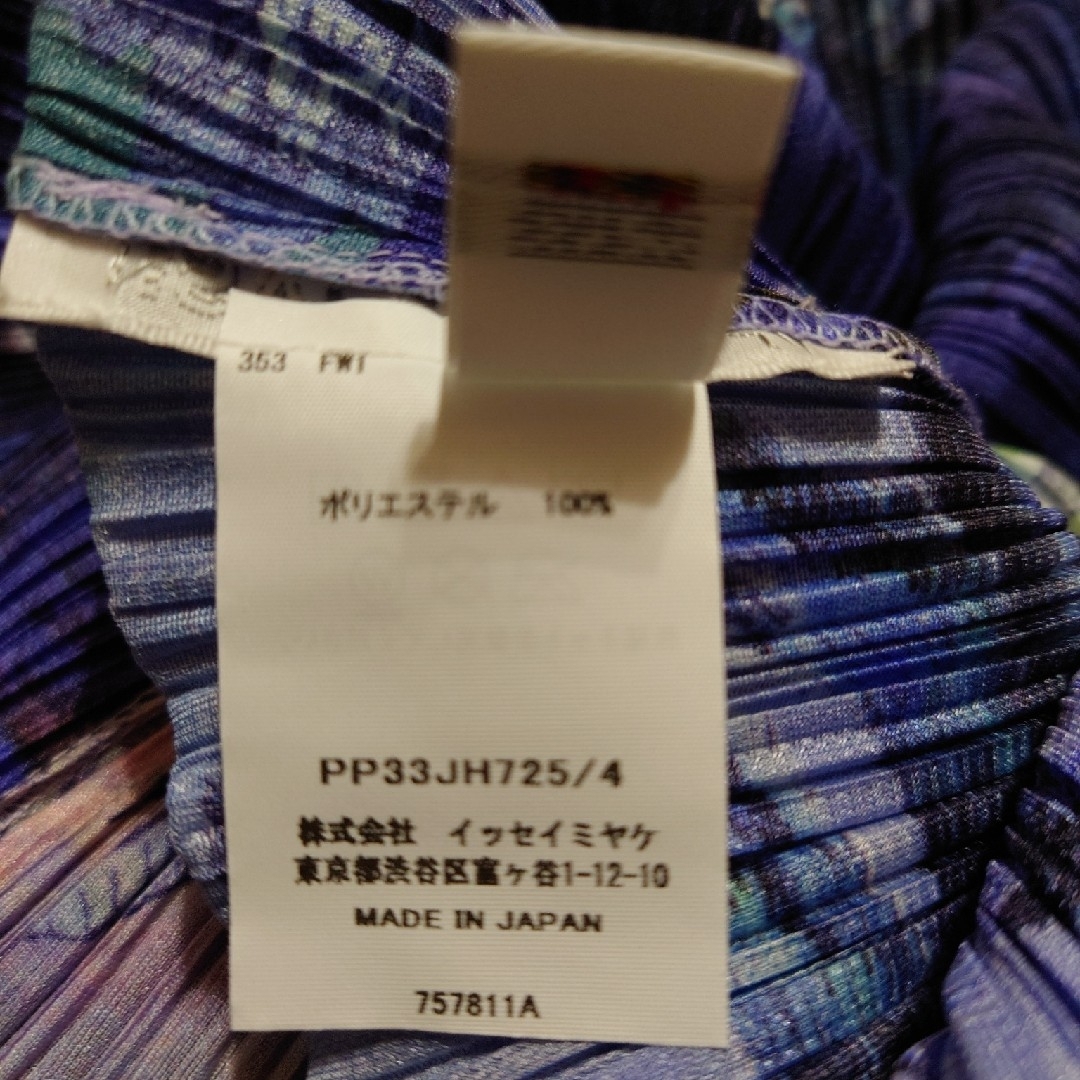 353 FW1
ポリエステル 100%
PP33JH725/4
株式会社 イッセイミヤケ
東京都渋谷区富ヶ谷1-12-10
MADE IN JAPAN
757811A